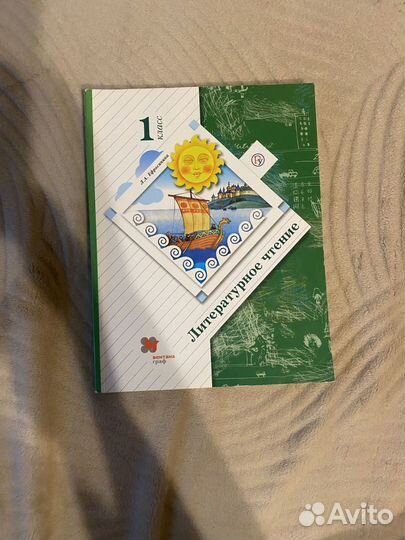 1
класс
Л.А. Ефросинина
Литературное чтение
вентана
граф
Avito